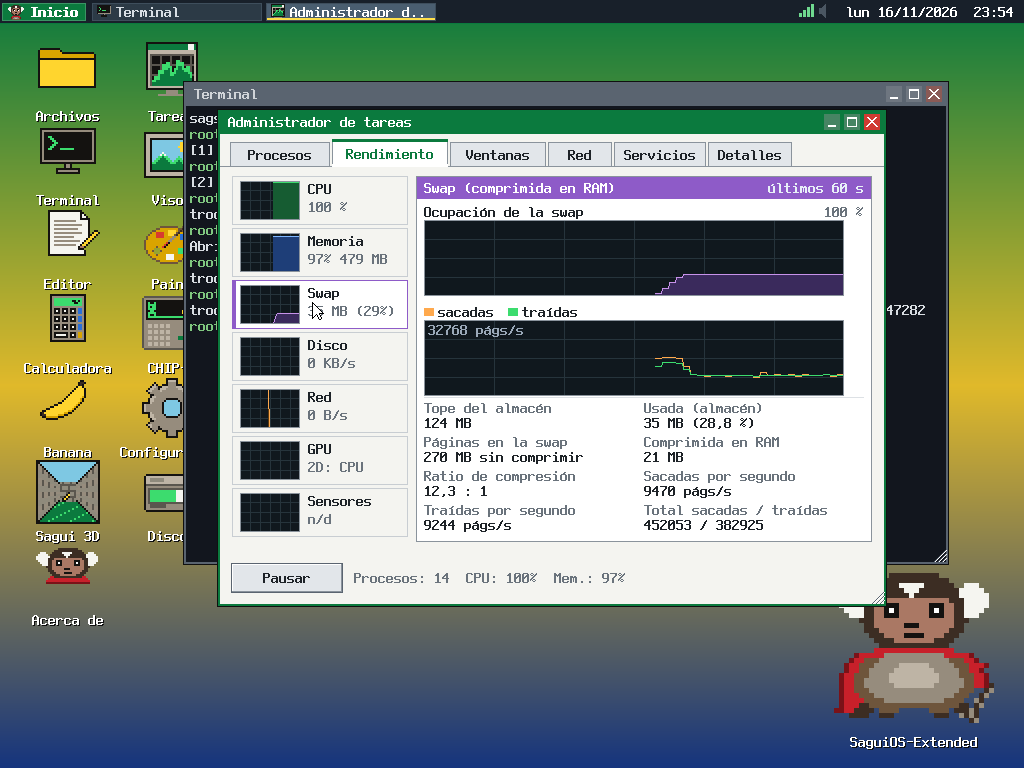 Inicio
Terminal
Administrador d..
lun 16/11/2026 23:54
Archivos
Terminal
Editor
Calculadora
Banana
Sagui 3D
Acerca de
Terminal
[1]
[2]
47282
Administrador de tareas
Procesos
Rendimiento
Ventanas
Red
Servicios
Detalles
CPU
100 %
Memoria
97% 479 MB
Swap
MB (29%)
Disco
0 KB/s
Red
0 B/s
GPU
2D: CPU
Sensores
n/d
Swap (comprimida en RAM)
últimos 60 s
Ocupación de la swap
100 %
sacadas
traídas
32768 págs/s
Tope del almacén
124 MB
Usada (almacén)
35 MB (28,8 %)
Páginas en la swap
270 MB sin comprimir
Comprimida en RAM
21 MB
Ratio de compresión
12,3 : 1
Sacadas por segundo
9470 págs/s
Traídas por segundo
9244 págs/s
Total sacadas / traídas
452053 / 382925
Pausar
Procesos: 14 CPU: 100% Mem.: 97%
SaguiOS-Extended